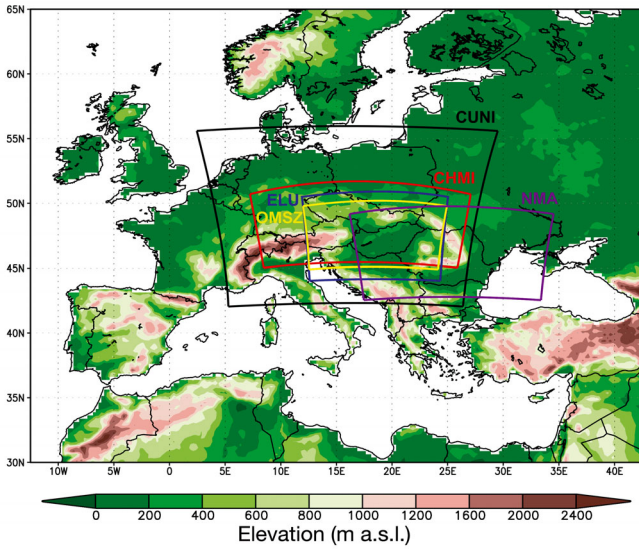 65N
60N
55N
50N
45N
40N
35N
30N
CUNI
CHMI
ELU
OMSZ
NMA
10W 5W 0 5E 10E 15E 20E 25E 30E 35E 40E
0 200 400 600 800 1000 1200 1600 2000 2400
Elevation (m a.s.l.)